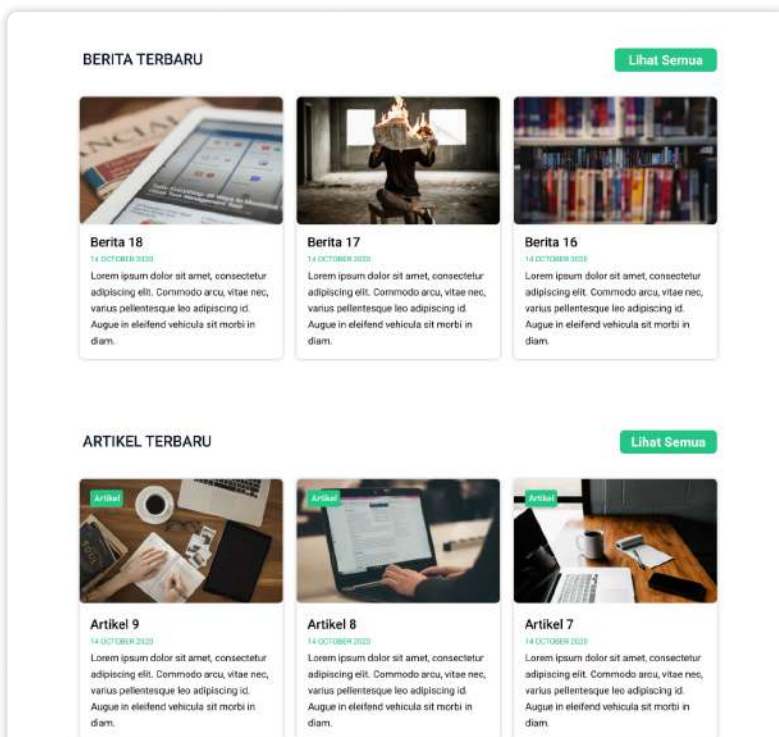 BERITA TERBARU
Lihat Semua
Berita 18
14 OCTOBER 2020
Lorem ipsum dolor sit amet, consectetur
adipiscing elit. Commodo arcu, vitae nec,
varius pellentesque leo adipiscing id.
Augue in eleifend vehicula sit morbi in
diam.
Berita 17
14 OCTOBER 2020
Lorem ipsum dolor sit amet, consectetur
adipiscing elit. Commodo arcu, vitae nec,
varius pellentesque leo adipiscing id.
Augue in eleifend vehicula sit morbi in
diam.
Berita 16
14 OCTOBER 2020
Lorem ipsum dolor sit amet, consectetur
adipiscing elit. Commodo arcu, vitae nec,
varius pellentesque leo adipiscing id.
Augue in eleifend vehicula sit morbi in
diam.
ARTIKEL TERBARU
Lihat Semua
Artikel
Artikel 9
14 OCTOBER 2020
Lorem ipsum dolor sit amet, consectetur
adipiscing elit. Commodo arcu, vitae nec,
varius pellentesque leo adipiscing id.
Augue in eleifend vehicula sit morbi in
diam.
Artikel
Artikel 8
14 OCTOBER 2020
Lorem ipsum dolor sit amet, consectetur
adipiscing elit. Commodo arcu, vitae nec,
varius pellentesque leo adipiscing id.
Augue in eleifend vehicula sit morbi in
diam.
Artikel
Artikel 7
14 OCTOBER 2020
Lorem ipsum dolor sit amet, consectetur
adipiscing elit. Commodo arcu, vitae nec,
varius pellentesque leo adipiscing id.
Augue in eleifend vehicula sit morbi in
diam.